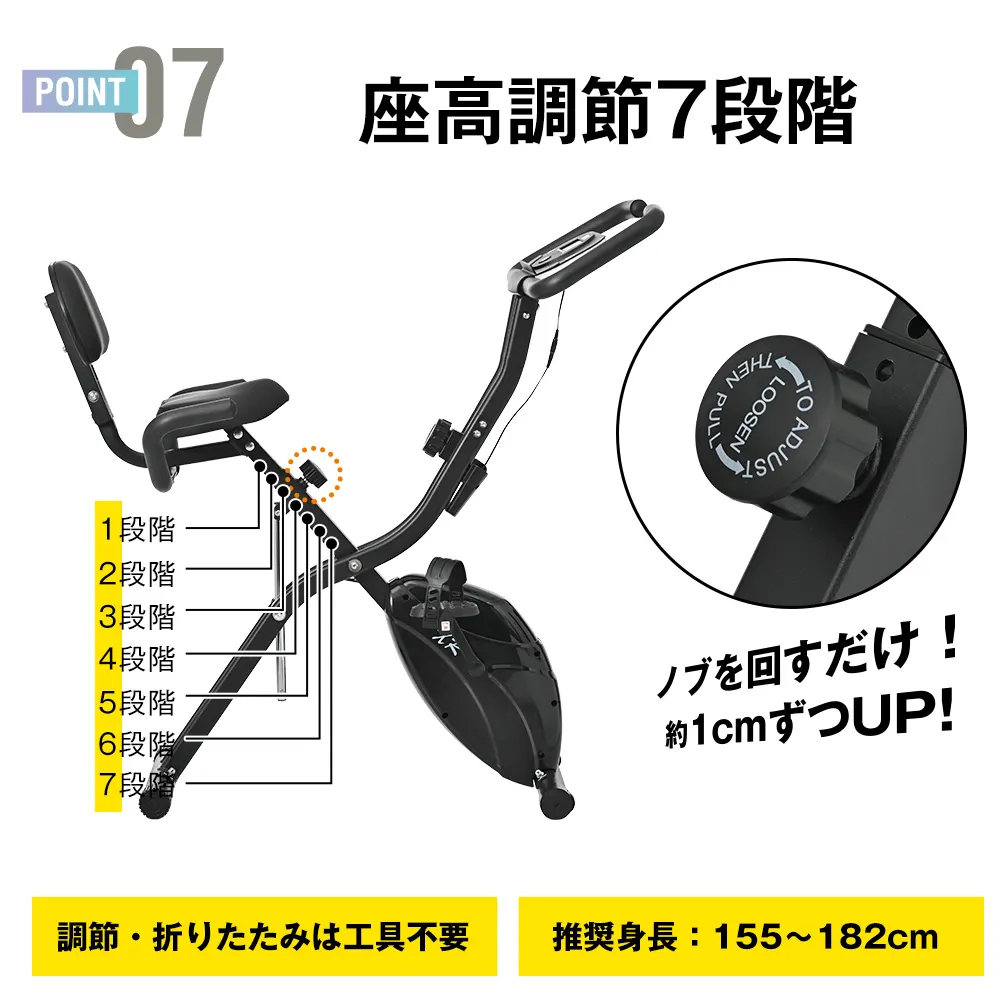 POINT 07
座高調節7段階
1段階
2段階
3段階
4段階
5段階
6段階
7段階
TO ADJUST
LOOSEN
THEN PULL
ノブを回すだけ！
約1cmずつUP!
調節・折りたたみは工具不要
推奨身長：155〜182cm